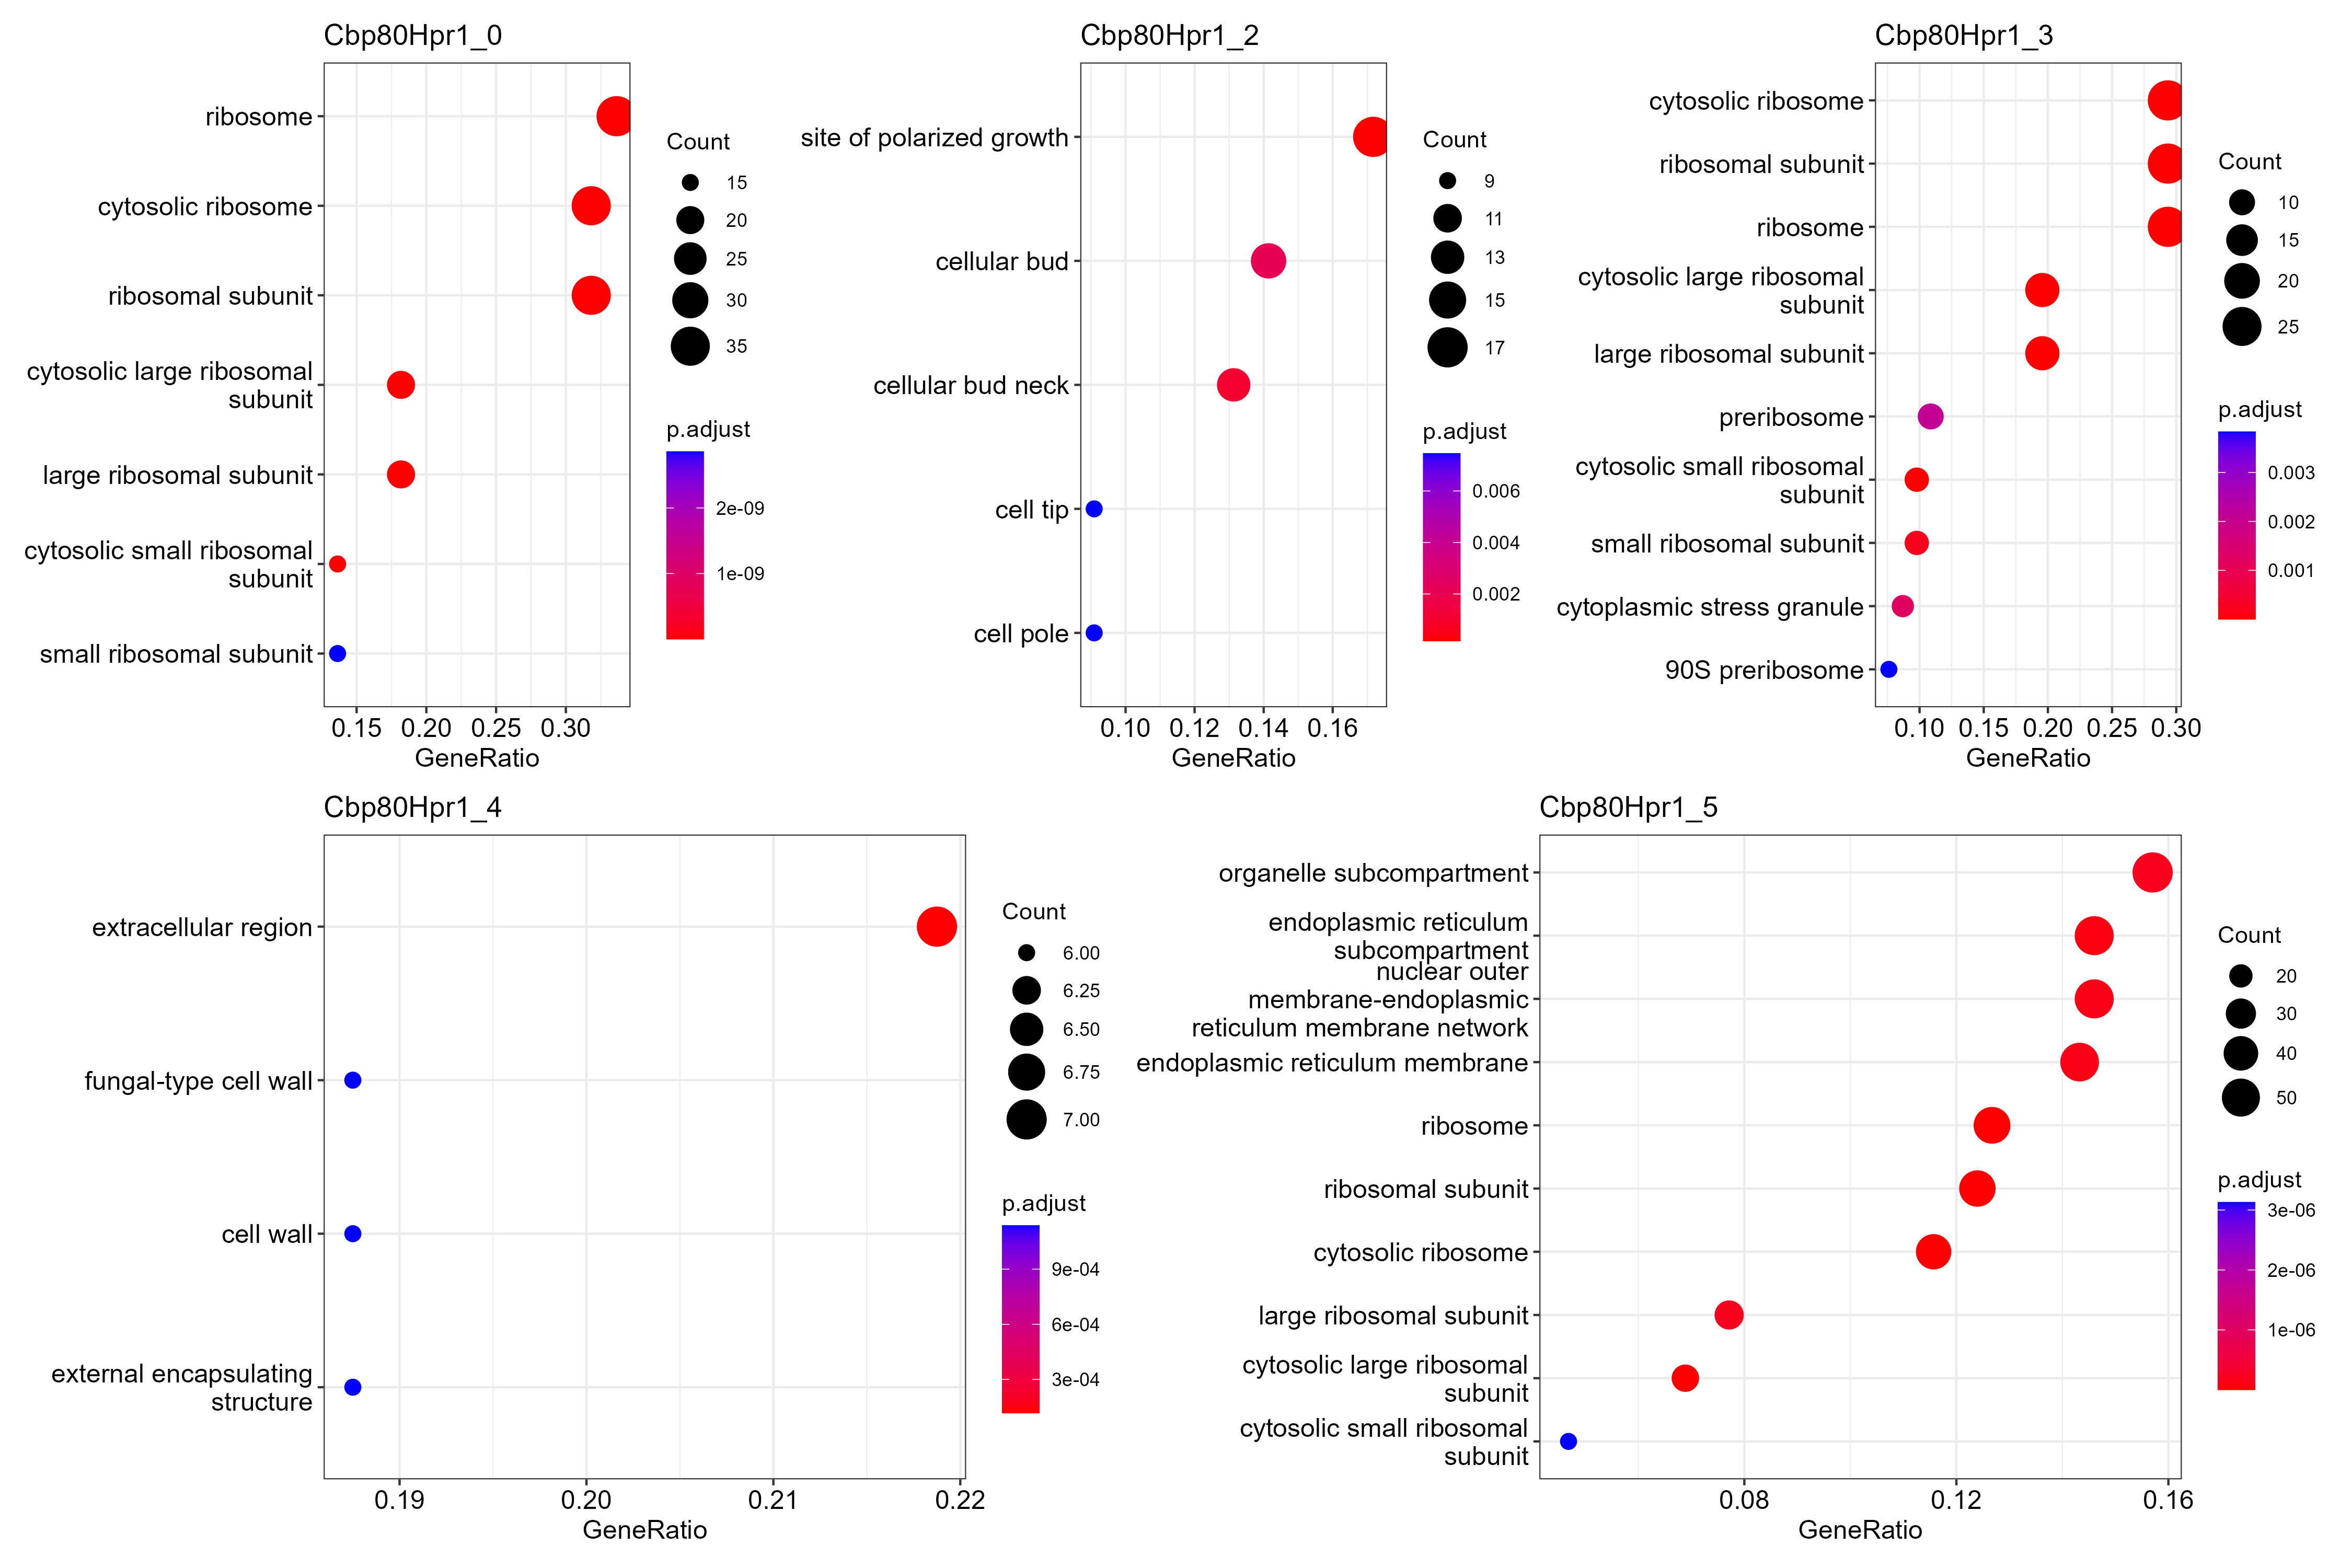 Cbp80Hpr1_0
ribosome
cytosolic ribosome
ribosomal subunit
cytosolic large ribosomal
subunit
large ribosomal subunit
cytosolic small ribosomal
subunit
small ribosomal subunit
0.15 0.20 0.25 0.30
GeneRatio
Count
15
20
25
30
35
p.adjust
2e-09
1e-09
Cbp80Hpr1_2
site of polarized growth
cellular bud
cellular bud neck
cell tip
cell pole
0.10 0.12 0.14 0.16
GeneRatio
Count
9
11
13
15
17
p.adjust
0.006
0.004
0.002
Cbp80Hpr1_3
cytosolic ribosome
ribosomal subunit
ribosome
cytosolic large ribosomal
subunit
large ribosomal subunit
preribosome
cytosolic small ribosomal
subunit
small ribosomal subunit
cytoplasmic stress granule
90S preribosome
0.10 0.15 0.20 0.25 0.30
GeneRatio
Count
10
15
20
25
p.adjust
0.003
0.002
0.001
Cbp80Hpr1_4
extracellular region
fungal-type cell wall
cell wall
external encapsulating
structure
0.19 0.20 0.21 0.22
GeneRatio
Count
6.00
6.25
6.50
6.75
7.00
p.adjust
9e-04
6e-04
3e-04
Cbp80Hpr1_5
organelle subcompartment
endoplasmic reticulum
subcompartment
nuclear outer
membrane-endoplasmic
reticulum membrane network
endoplasmic reticulum membrane
ribosome
ribosomal subunit
cytosolic ribosome
large ribosomal subunit
cytosolic large ribosomal
subunit
cytosolic small ribosomal
subunit
0.08 0.12 0.16
GeneRatio
Count
20
30
40
50
p.adjust
3e-06
2e-06
1e-06